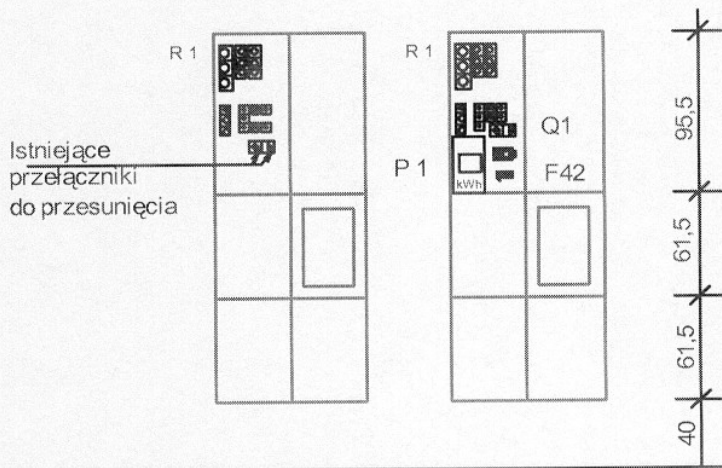 R 1
Istniejące
przełączniki
do przesunięcia
R 1
P 1
kWh
Q1
F42
95,5
61,5
61,5
40